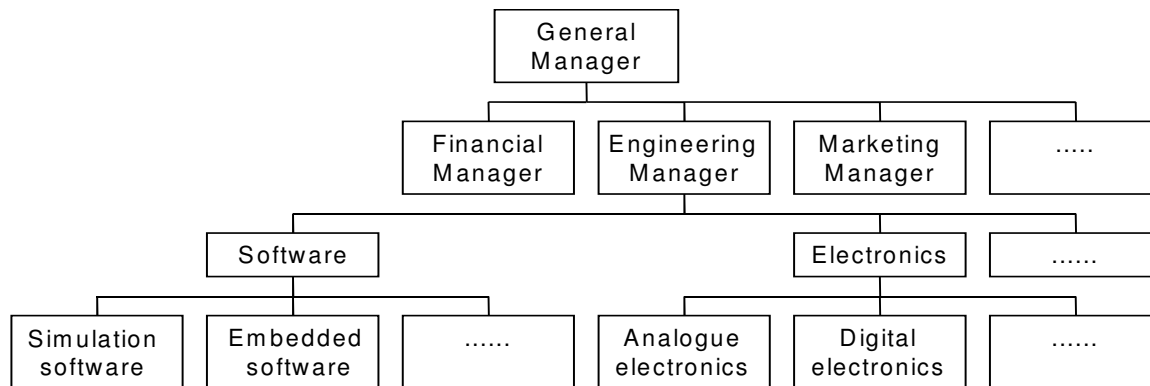 General
Manager
Financial
Manager
Engineering
Manager
Marketing
Manager
.....
Software
Electronics
......
Simulation
software
Embedded
software
......
Analogue
electronics
Digital
electronics
......